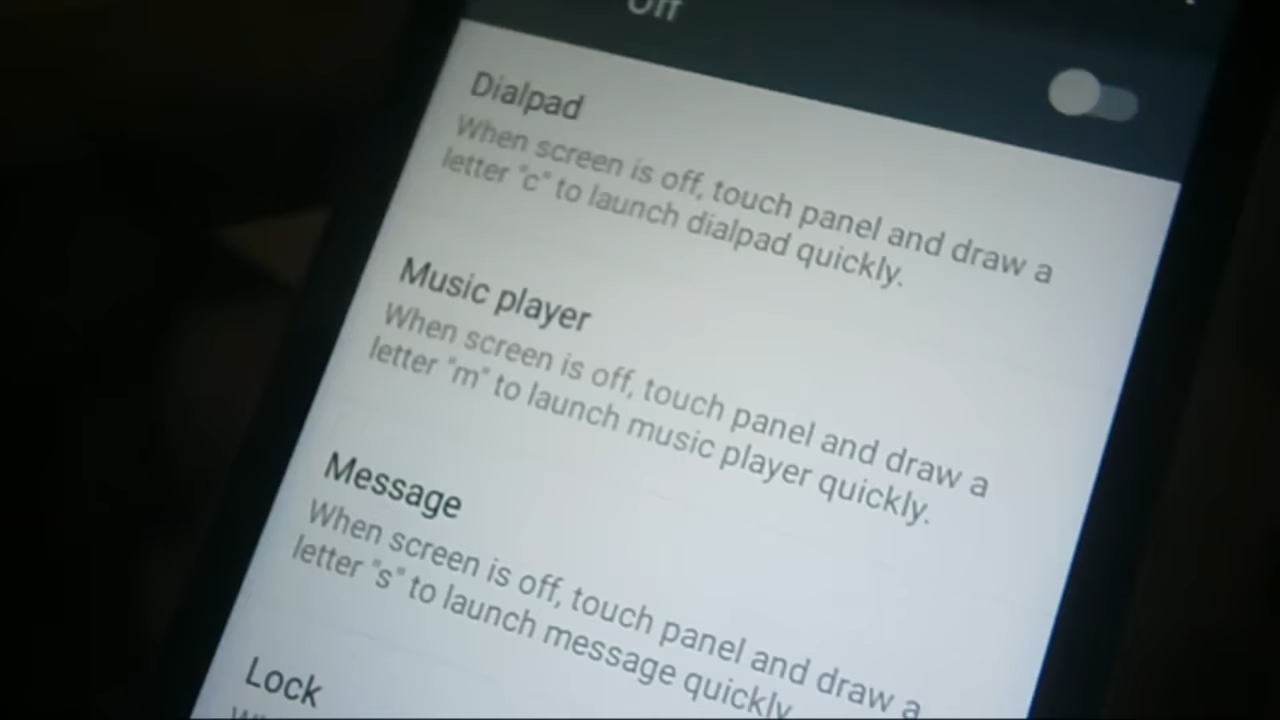 Off
Dialpad
When screen is off, touch panel and draw a
letter "c" to launch dialpad quickly.
Music player
When screen is off, touch panel and draw a
letter "m" to launch music player quickly.
Message
When screen is off, touch panel and draw a
letter "s" to launch message quickly.
Lock